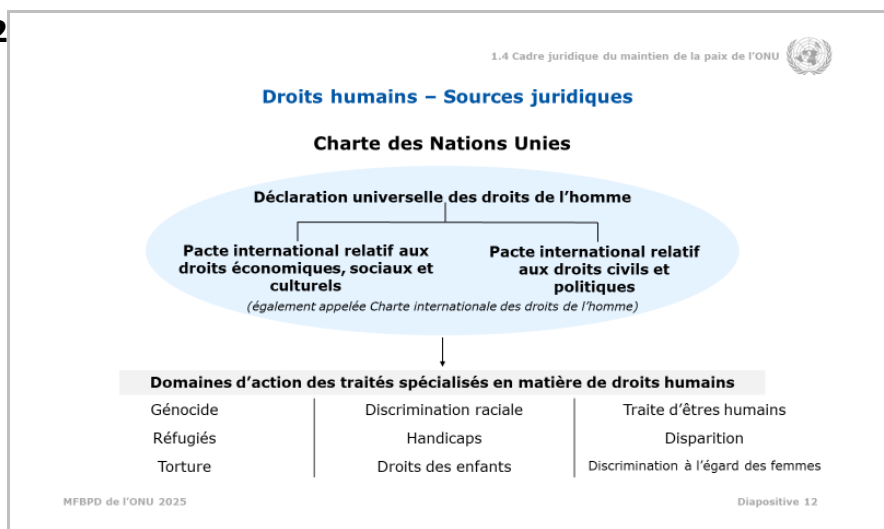 2
1.4 Cadre juridique du maintien de la paix de l'ONU
Droits humains – Sources juridiques
Charte des Nations Unies
Déclaration universelle des droits de l'homme
Pacte international relatif aux
droits économiques, sociaux et
culturels
Pacte international relatif
aux droits civils et
politiques
(également appelée Charte internationale des droits de l'homme)
Domaines d'action des traités spécialisés en matière de droits humains
Génocide
Discrimination raciale
Traite d'êtres humains
Réfugiés
Handicaps
Disparition
Torture
Droits des enfants
Discrimination à l'égard des femmes
MFBPD de l'ONU 2025
Diapositive 12